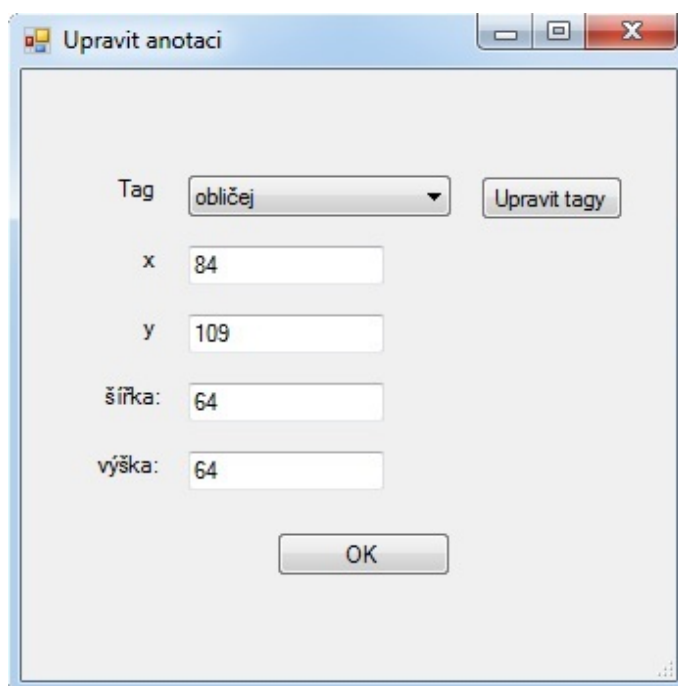 Upravit anotaci
Tag obličej Upravit tagy
x 84
y 109
šířka: 64
výška: 64
OK